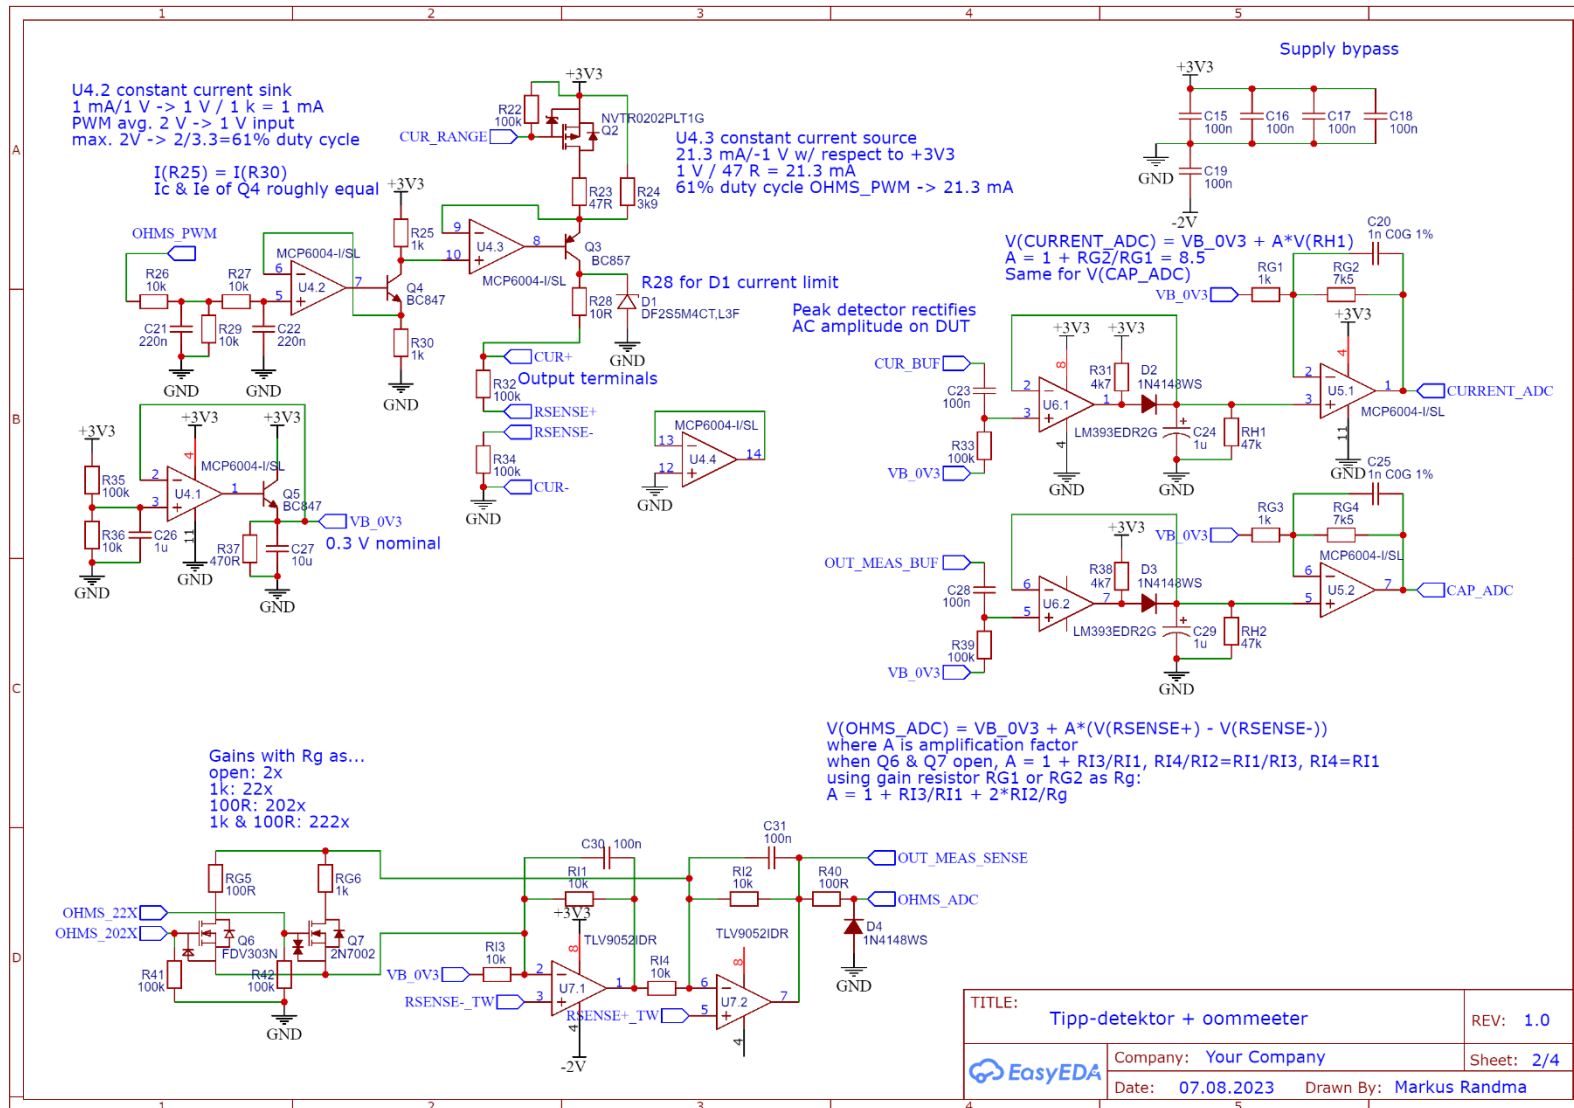 1
2
3
4
5
A
B
C
D
Supply bypass
+3V3
C15
100n
C16
100n
C17
100n
C18
100n
GND
C19
100n
-2V
U4.2 constant current sink
1 mA/1 V -> 1 V / 1 k = 1 mA
PWM avg. 2 V -> 1 V input
max. 2V -> 2/3.3=61% duty cycle
I(R25) = I(R30)
Ic & Ie of Q4 roughly equal
+3V3
R22
100k
CUR_RANGE
NVTR0202PLT1G
Q2
R23
47R
R24
3k9
U4.3 constant current source
21.3 mA/-1 V w/ respect to +3V3
1 V / 47 R = 21.3 mA
61% duty cycle OHMS_PWM -> 21.3 mA
OHMS_PWM
R26
10k
R27
10k
C21
220n
R29
10k
C22
220n
GND
GND
MCP6004-I/SL
6
5
7
U4.2
+3V3
R25
1k
Q4
BC847
R30
1k
GND
9
10
8
U4.3
MCP6004-I/SL
Q3
BC857
R28
10R
R28 for D1 current limit
D1
DF2S5M4CT,L3F
GND
CUR+
R32
100k
Output terminals
RSENSE+
RSENSE-
R34
100k
CUR-
GND
MCP6004-I/SL
13
12
14
U4.4
GND
+3V3
R35
100k
R36
10k
C26
1u
GND
+3V3
4
MCP6004-I/SL
2
3
1
U4.1
11
GND
Q5
BC847
R37
470R
C27
10u
GND
VB_0V3
0.3 V nominal
Peak detector rectifies
AC amplitude on DUT
CUR_BUF
C23
100n
R33
100k
VB_0V3
+3V3
8
2
3
1
U6.1
4
LM393EDR2G
GND
+3V3
R31
4k7
D2
1N4148WS
C24
1u
RH1
47k
GND
V(CURRENT_ADC) = VB_0V3 + A*V(RH1)
A = 1 + RG2/RG1 = 8.5
Same for V(CAP_ADC)
C20
1n C0G 1%
VB_0V3
RG1
1k
RG2
7k5
+3V3
4
2
3
1
U5.1
MCP6004-I/SL
11
GND
CURRENT_ADC
OUT_MEAS_BUF
C28
100n
R39
100k
VB_0V3
6
5
7
U6.2
LM393EDR2G
+3V3
R38
4k7
D3
1N4148WS
C29
1u
RH2
47k
GND
C25
1n C0G 1%
VB_0V3
RG3
1k
RG4
7k5
MCP6004-I/SL
6
5
7
U5.2
CAP_ADC
V(OHMS_ADC) = VB_0V3 + A*(V(RSENSE+) - V(RSENSE-))
where A is amplification factor
when Q6 & Q7 open, A = 1 + RI3/RI1, RI4/RI2=RI1/RI3, RI4=RI1
using gain resistor RG1 or RG2 as Rg:
A = 1 + RI3/RI1 + 2*RI2/Rg
Gains with Rg as...
open: 2x
1k: 22x
100R: 202x
1k & 100R: 222x
RG5
100R
RG6
1k
OHMS_22X
OHMS_202X
Q6
FDV303N
Q7
2N7002
R41
100k
R42
100k
GND
C30 100n
RI1
10k
+3V3
8
TLV9052IDR
RI3
10k
VB_0V3
RSENSE-_TW
2
3
1
U7.1
4
-2V
C31
100n
RI2
10k
RI4
10k
TLV9052IDR
8
RSENSE+_TW
6
5
7
U7.2
4
OUT_MEAS_SENSE
R40
100R
OHMS_ADC
D4
1N4148WS
GND
TITLE:
Tipp-detektor + oommeeter
REV: 1.0
EasyEDA
Company: Your Company
Sheet: 2/4
Date: 07.08.2023 Drawn By: Markus Randma
1
2
3
4
5